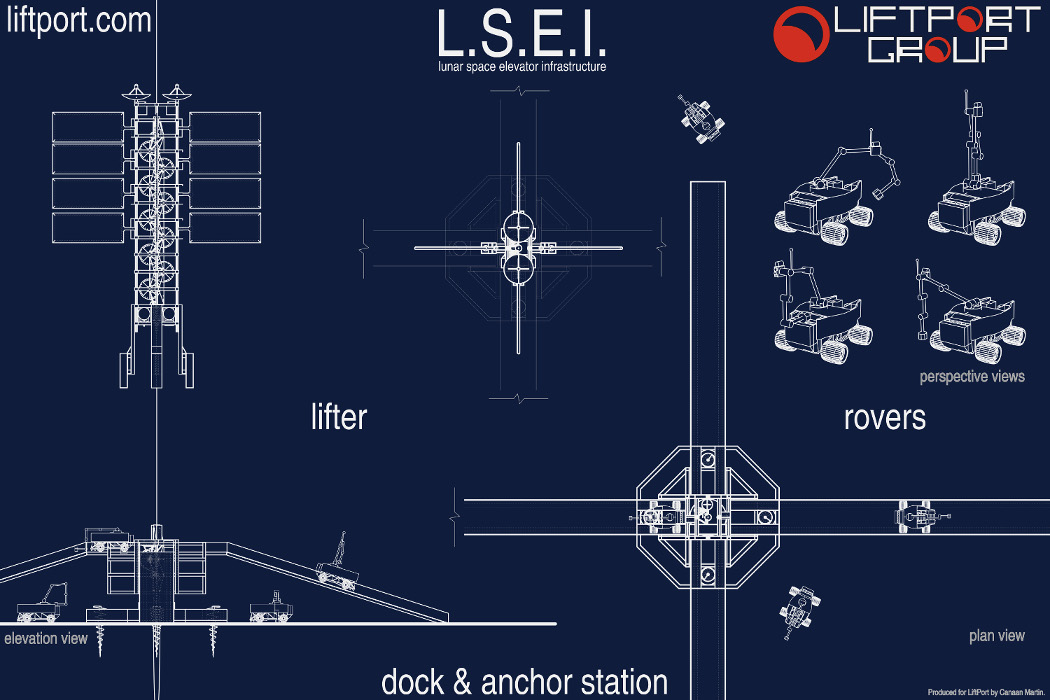 liftport.com
L.S.E.I.
lunar space elevator infrastructure
LIFTPORT
GROUP
perspective views
lifter
rovers
elevation view
plan view
dock & anchor station
Produced for LiftPort by Canaan Martin.